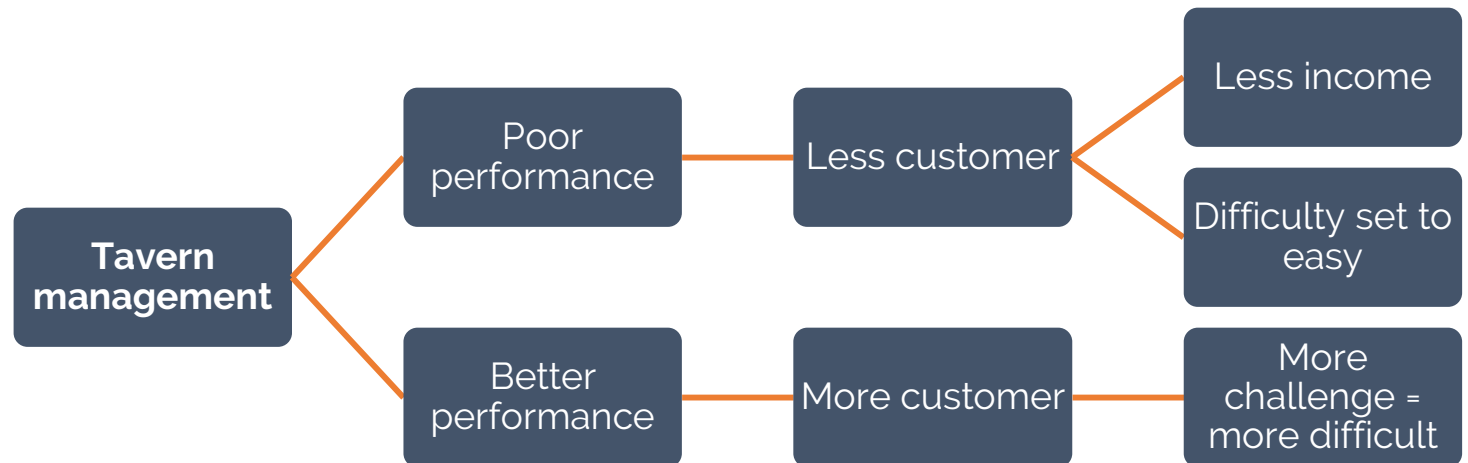 Tavern
management
Poor
performance
Less customer
Less income
Difficulty set to
easy
Better
performance
More customer
More
challenge =
more difficult